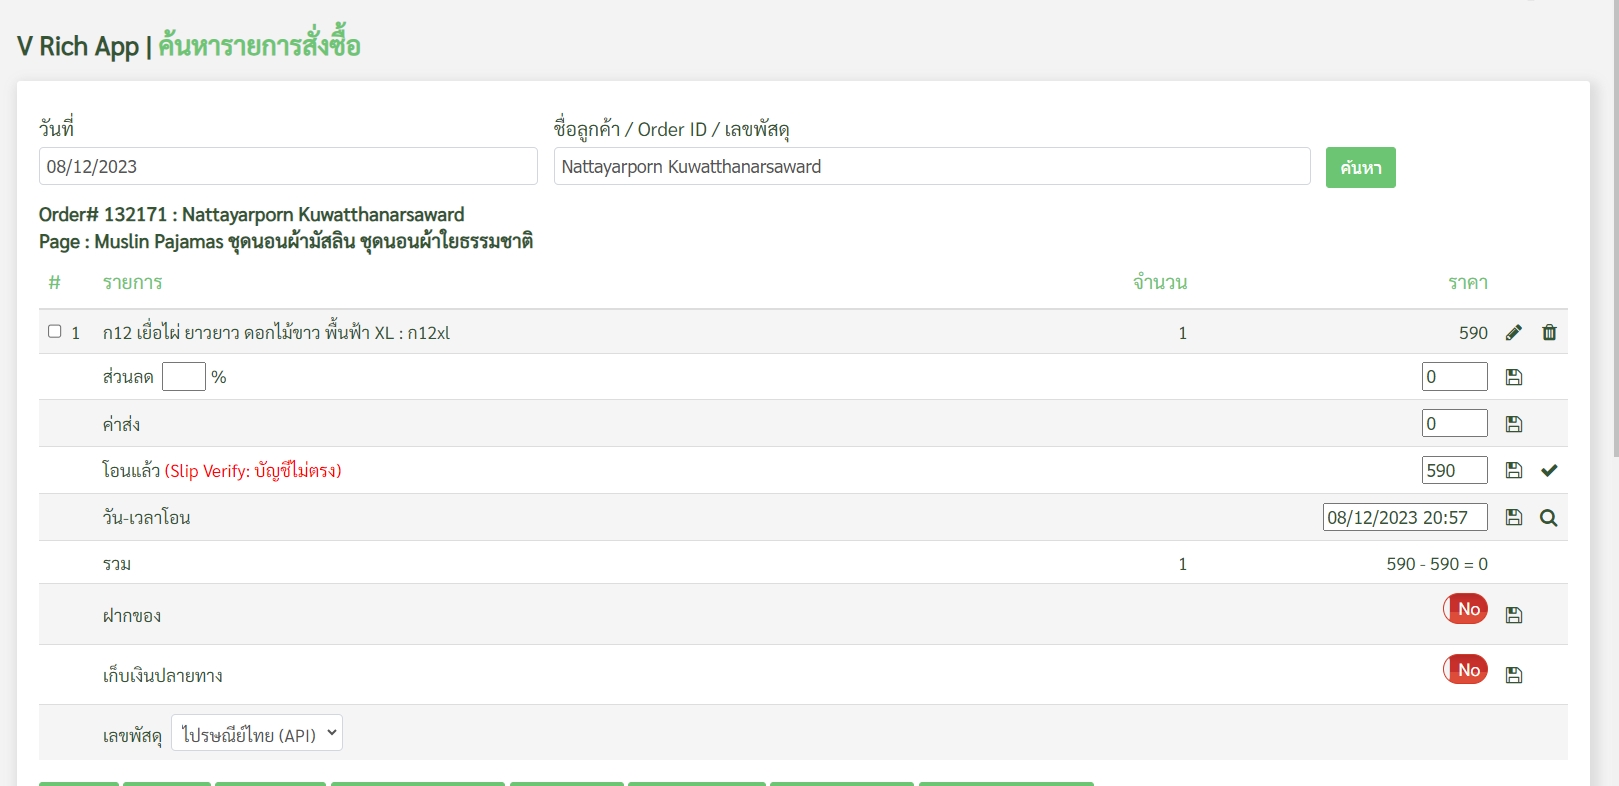 V Rich App | ค้นหารายการสั่งซื้อ
วันที่
ชื่อลูกค้า / Order ID / เลขพัสดุ
08/12/2023
Nattayarporn Kuwatthanarsaward
ค้นหา
Order# 132171 : Nattayarporn Kuwatthanarsaward
Page : Muslin Pajamas ชุดนอนผ้ามัสลิน ชุดนอนผ้าใยธรรมชาติ
# รายการ จำนวน ราคา
1 ก12 เยื่อไผ่ ยาวยาว ดอกไม้ขาว พื้นฟ้า XL : ก12xl 1 590
ส่วนลด % 0
ค่าส่ง 0
โอนแล้ว (Slip Verify: บัญชีไม่ตรง) 590
วัน-เวลาโอน 08/12/2023 20:57
รวม 1 590 - 590 = 0
ฝากของ No
เก็บเงินปลายทาง No
เลขพัสดุ ไปรษณีย์ไทย (API)